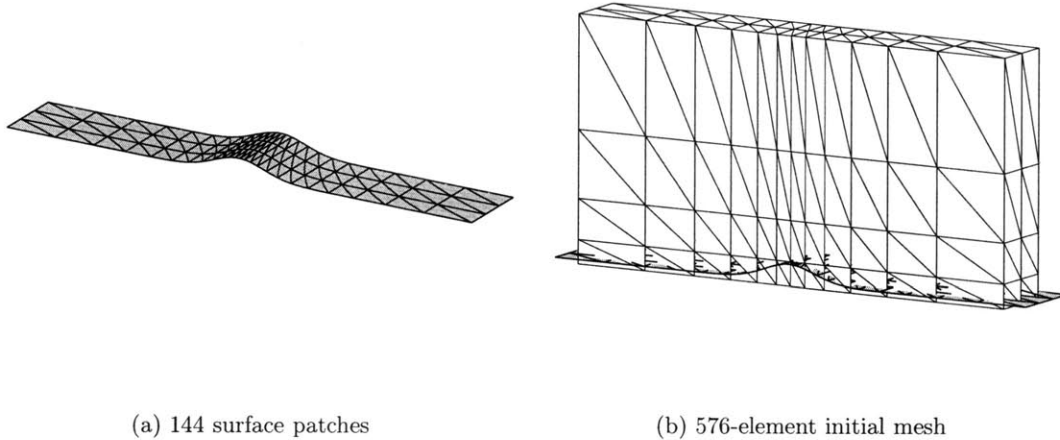 (a) 144 surface patches
(b) 576-element initial mesh